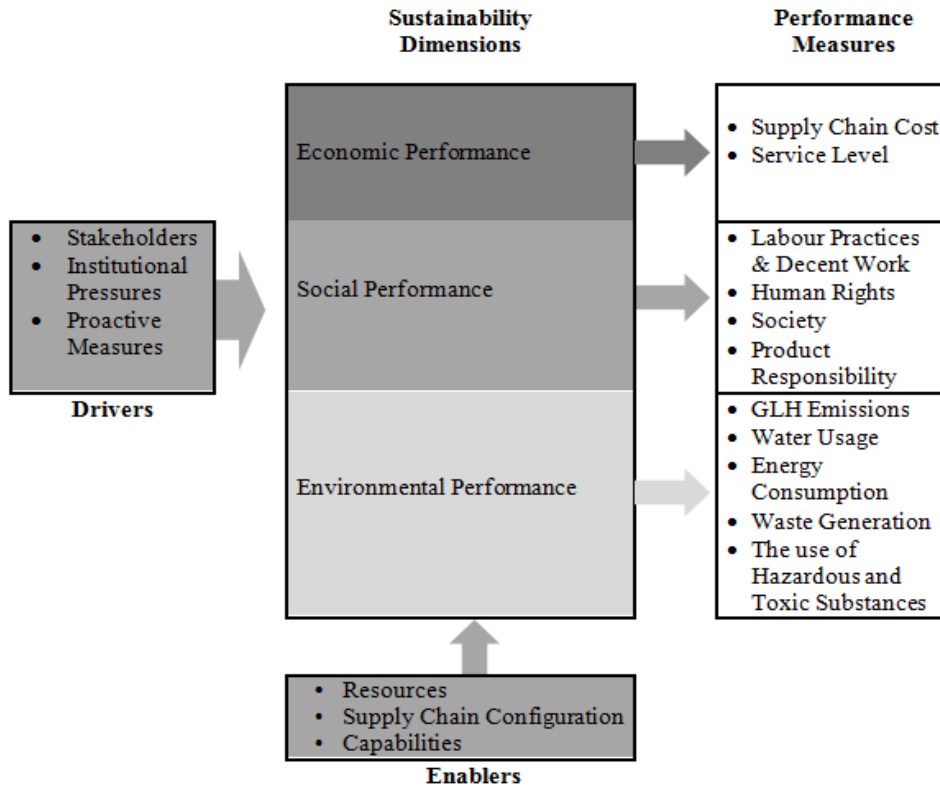 Sustainability
Dimensions
Performance
Measures
Economic Performance
• Supply Chain Cost
• Service Level
• Stakeholders
• Institutional
Pressures
• Proactive
Measures
Drivers
Social Performance
• Labour Practices
& Decent Work
• Human Rights
• Society
• Product
Responsibility
Environmental Performance
• GLH Emissions
• Water Usage
• Energy
Consumption
• Waste Generation
• The use of
Hazardous and
Toxic Substances
• Resources
• Supply Chain Configuration
• Capabilities
Enablers